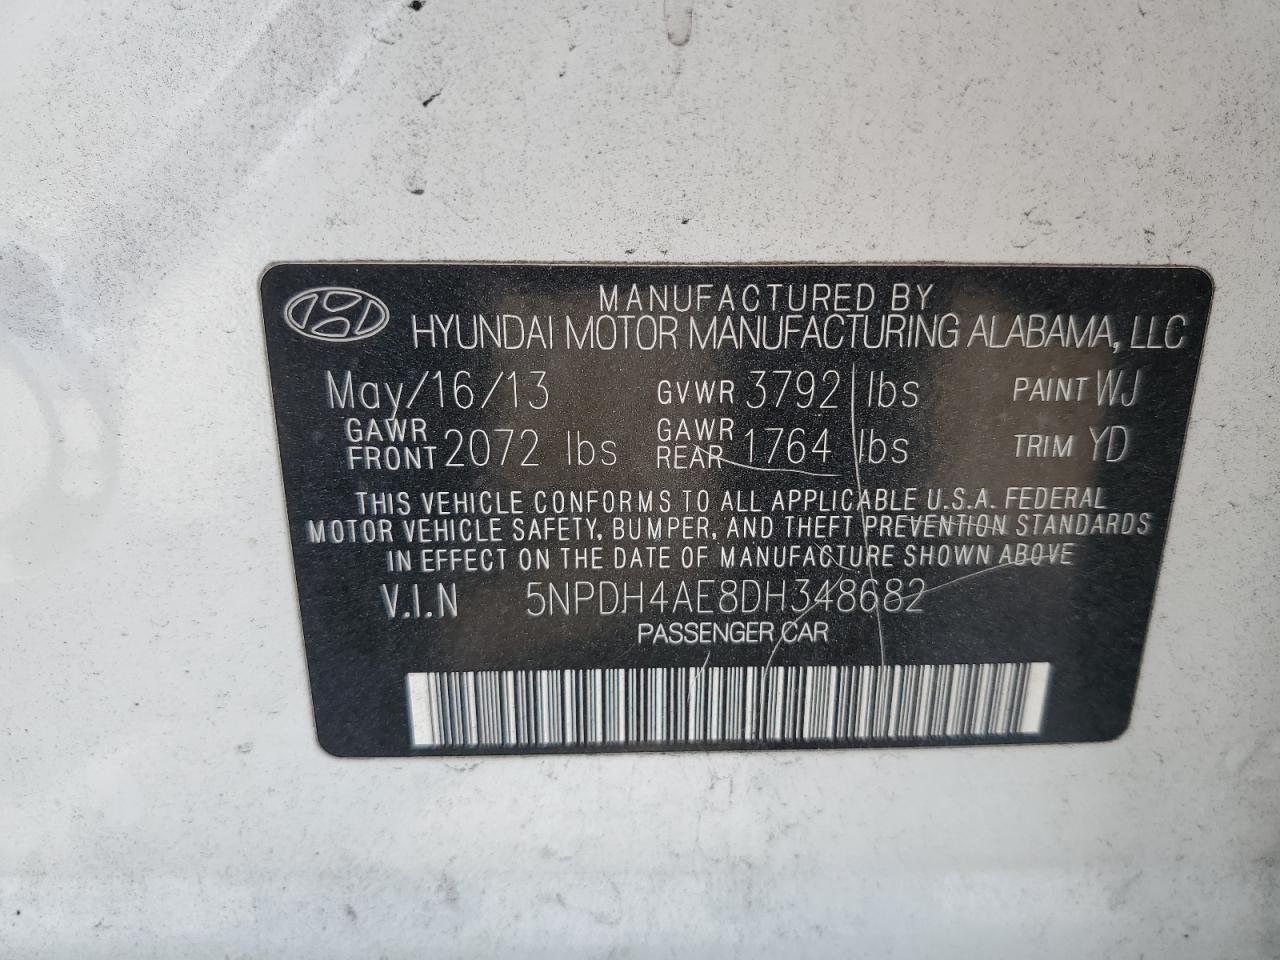 MANUFACTURED BY
HYUNDAI MOTOR MANUFACTURING ALABAMA, LLC
May/16/13 GVWR 3792 lbs PAINT WJ
GAWR FRONT 2072 lbs GAWR REAR 1764 lbs TRIM YD
THIS VEHICLE CONFORMS TO ALL APPLICABLE U.S.A. FEDERAL
MOTOR VEHICLE SAFETY, BUMPER, AND THEFT PREVENTION STANDARDS
IN EFFECT ON THE DATE OF MANUFACTURE SHOWN ABOVE
V.I.N 5NPDH4AE8DH348682
PASSENGER CAR